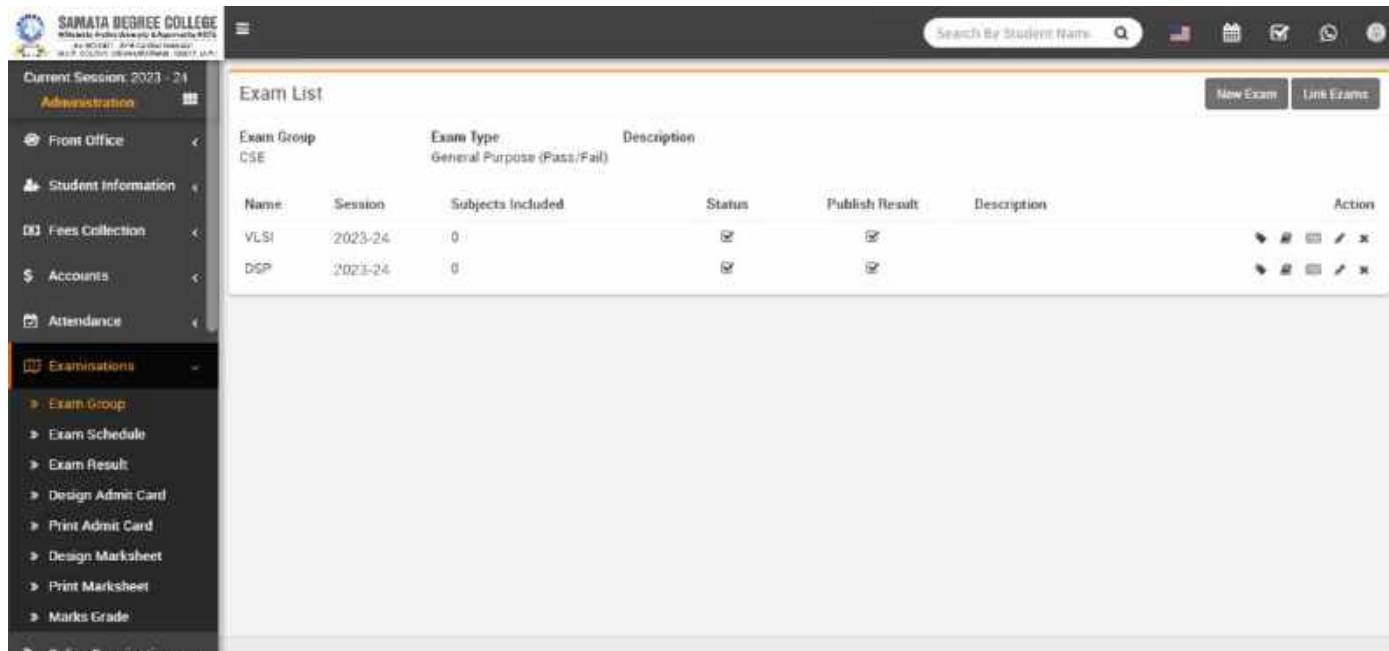 SAMATA DEGREE COLLEGE
Search By Student Name
Current Session: 2023 - 24
Administration
Front Office
Student Information
Fees Collection
Accounts
Attendance
Examinations
Exam Group
Exam Schedule
Exam Result
Design Admit Card
Print Admit Card
Design Marksheet
Print Marksheet
Marks Grade
Exam List
New Exam Link Exams
Exam Group Exam Type Description
CSE General Purpose (Pass/Fail)
Name Session Subjects Included Status Publish Result Description Action
VLSI 2023-24 0
DSP 2023-24 0